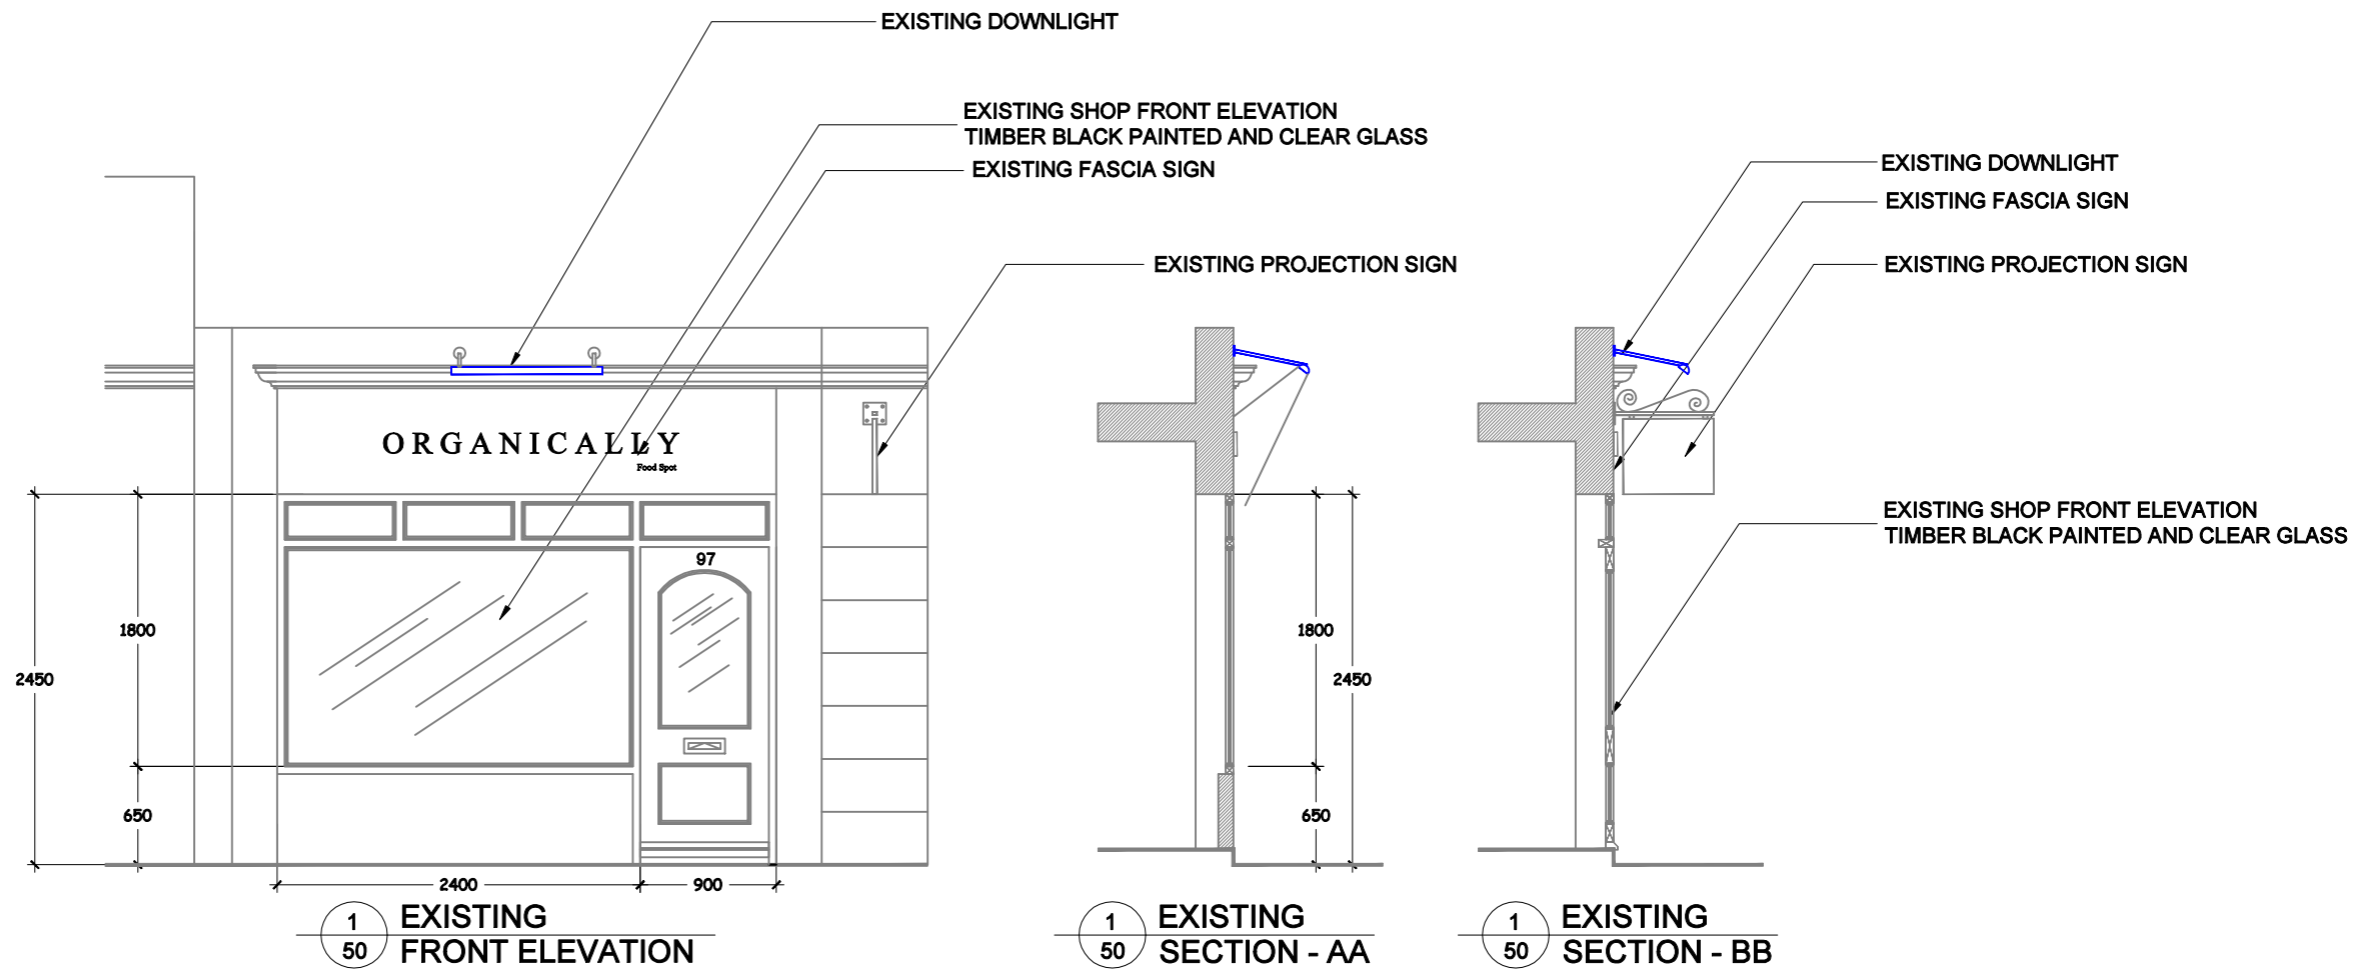 EXISTING DOWNLIGHT
EXISTING SHOP FRONT ELEVATION
TIMBER BLACK PAINTED AND CLEAR GLASS
EXISTING FASCIA SIGN
EXISTING PROJECTION SIGN
EXISTING DOWNLIGHT
EXISTING FASCIA SIGN
EXISTING PROJECTION SIGN
EXISTING SHOP FRONT ELEVATION
TIMBER BLACK PAINTED AND CLEAR GLASS
ORGANICALLY
Food Spot
97
1800
2450
650
2400
900
1800
2450
650
1
50
EXISTING
FRONT ELEVATION
1
50
EXISTING
SECTION - AA
1
50
EXISTING
SECTION - BB